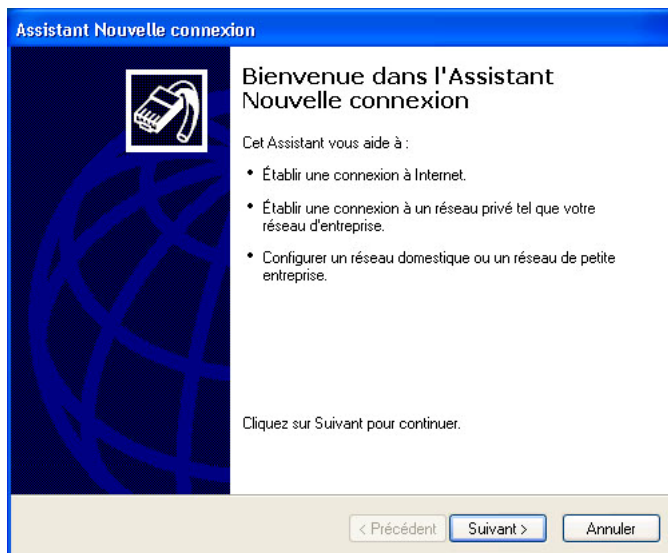 Assistant Nouvelle connexion
Bienvenue dans l'Assistant
Nouvelle connexion
Cet Assistant vous aide à :
• Établir une connexion à Internet.
• Établir une connexion à un réseau privé tel que votre
réseau d'entreprise.
• Configurer un réseau domestique ou un réseau de petite
entreprise.
Cliquez sur Suivant pour continuer.
< Précédent Suivant > Annuler